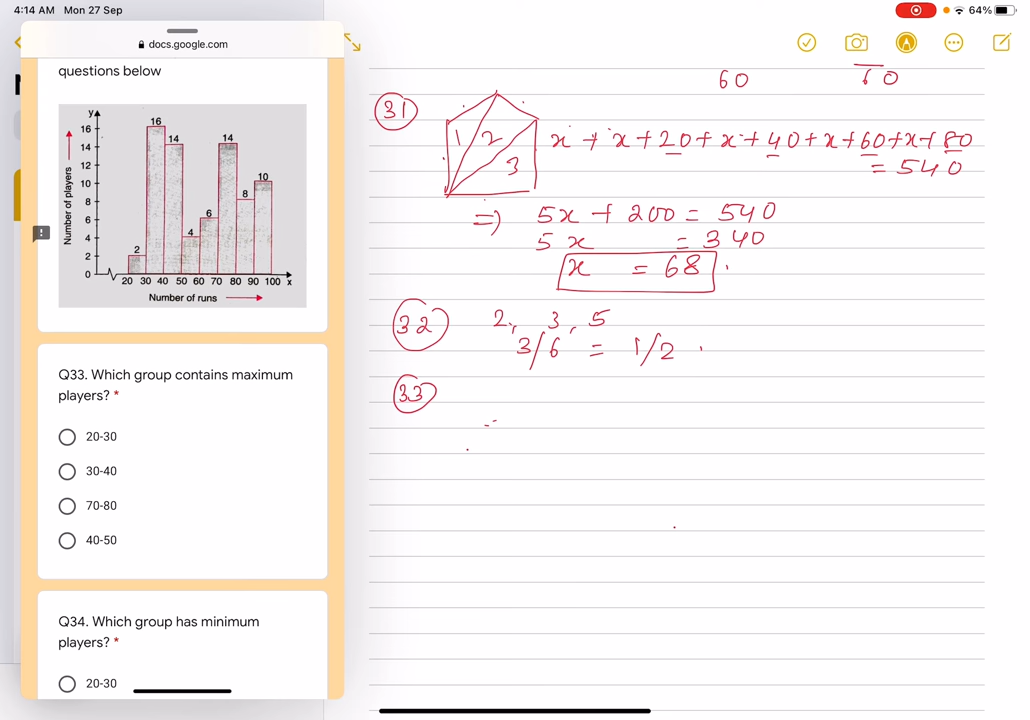 4:14 AM Mon 27 Sep
64%
docs.google.com
questions below
y
16
14
12
10
8
6
4
2
0
2
16
14
4
6
14
8
10
20 30 40 50 60 70 80 90 100 x
Number of players
Number of runs
Q33. Which group contains maximum
players? *
20-30
30-40
70-80
40-50
Q34. Which group has minimum
players? *
20-30
60 60
31
1 2 3
x + x + 20 + x + 40 + x + 60 + x + 80
= 540
=> 5x + 200 = 540
5x = 340
x = 68
32 2, 3, 5
3/6 = 1/2
33